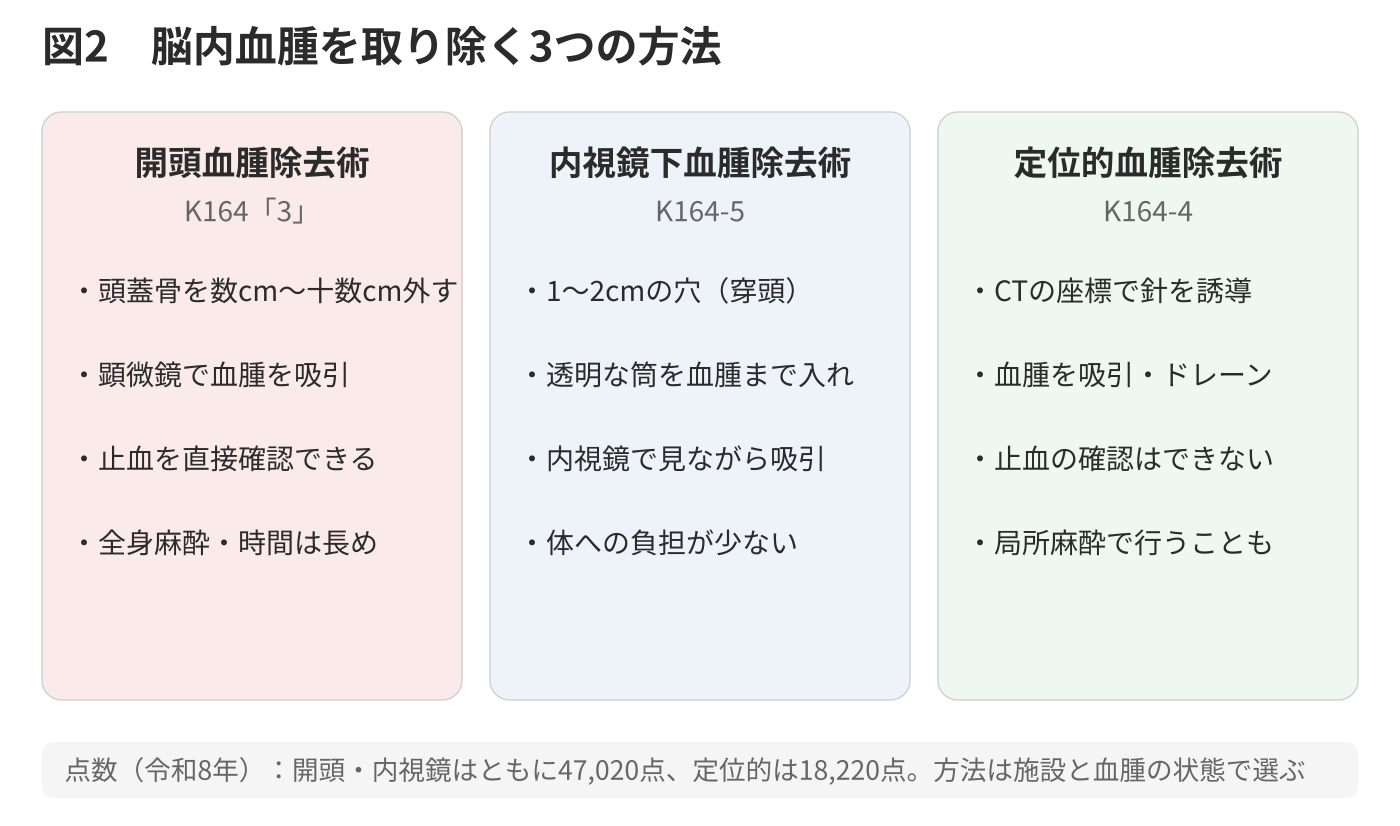 図2　脳内血腫を取り除く3つの方法
開頭血腫除去術
K164「3」
・頭蓋骨を数cm〜十数cm外す
・顕微鏡で血腫を吸引
・止血を直接確認できる
・全身麻酔・時間は長め
内視鏡下血腫除去術
K164-5
・1〜2cmの穴（穿頭）
・透明な筒を血腫まで入れ
・内視鏡で見ながら吸引
・体への負担が少ない
定位的血腫除去術
K164-4
・CTの座標で針を誘導
・血腫を吸引・ドレーン
・止血の確認はできない
・局所麻酔で行うことも
点数（令和8年）：開頭・内視鏡はともに47,020点、定位的は18,220点。方法は施設と血腫の状態で選ぶ